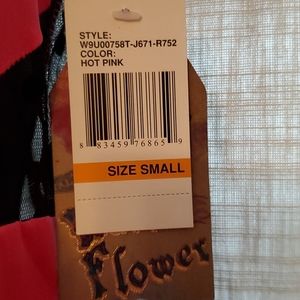 STYLE:
W9U00758T-J671-R752
COLOR:
HOT PINK
8 83459 76865 9
SIZE SMALL
Flower